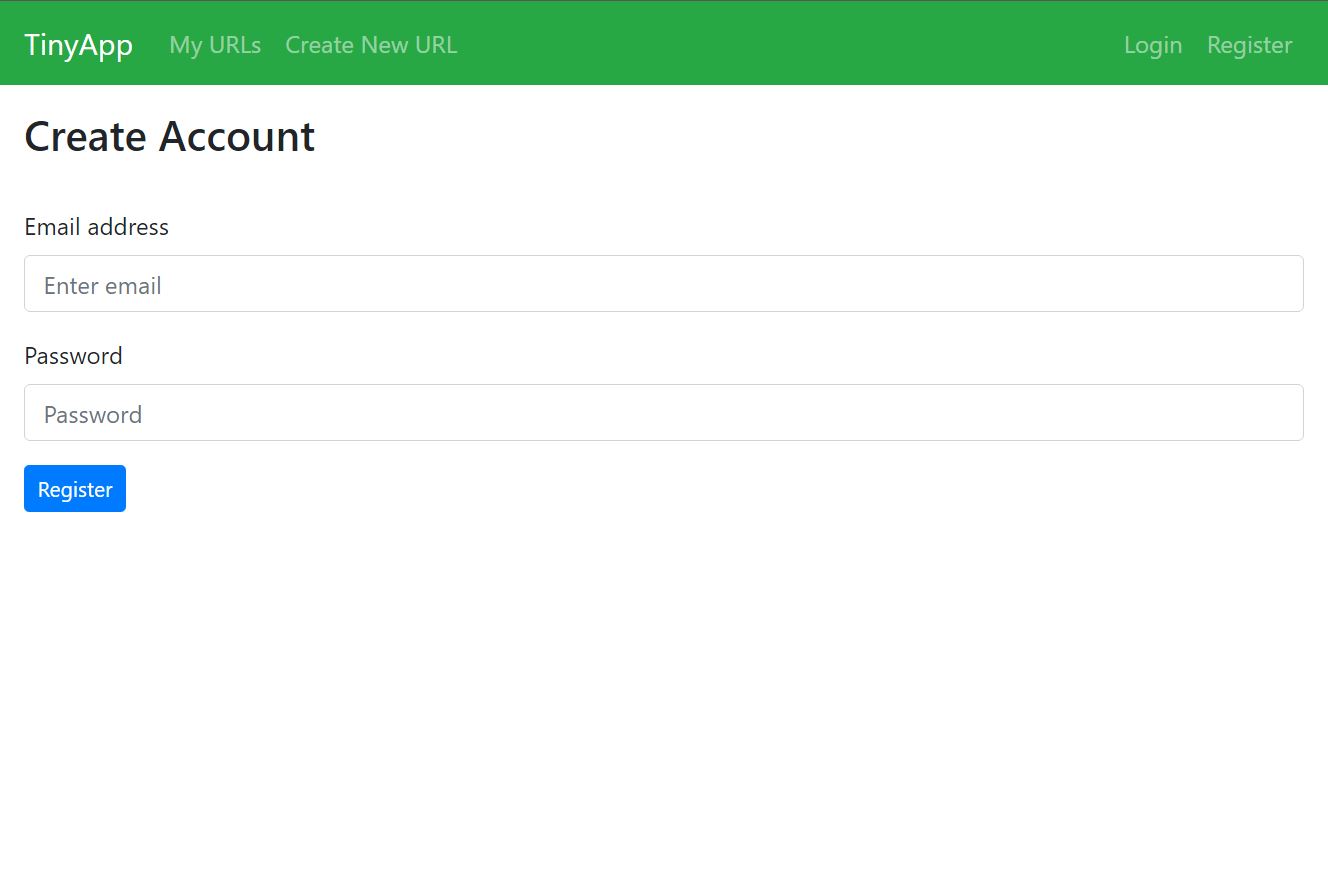 TinyApp My URLs Create New URL Login Register
Create Account
Email address
Enter email
Password
Password
Register